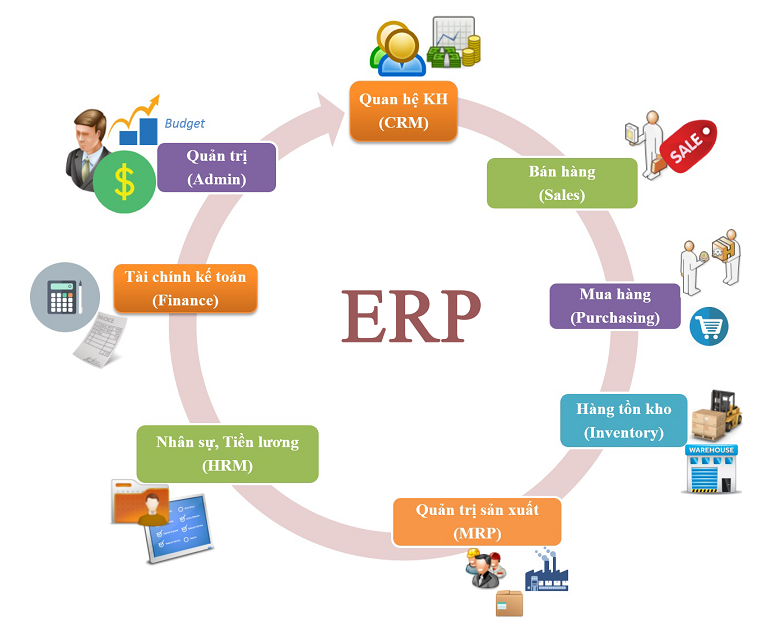 Quan hệ KH
(CRM)
Budget
Quản trị
(Admin)
SALE
Bán hàng
(Sales)
Tài chính kế toán
(Finance)
INVOICE
ERP
Mua hàng
(Purchasing)
Hàng tồn kho
(Inventory)
WAREHOUSE
Nhân sự, Tiền lương
(HRM)
Quản trị sản xuất
(MRP)